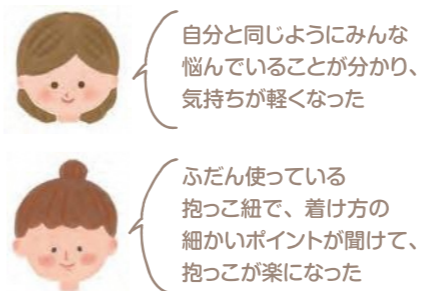 自分と同じようにみんな
悩んでいることが分かり、
気持ちが軽くなった
ふだん使っている
抱っこ紐で、着け方の
細かいポイントが聞けて、
抱っこが楽になった